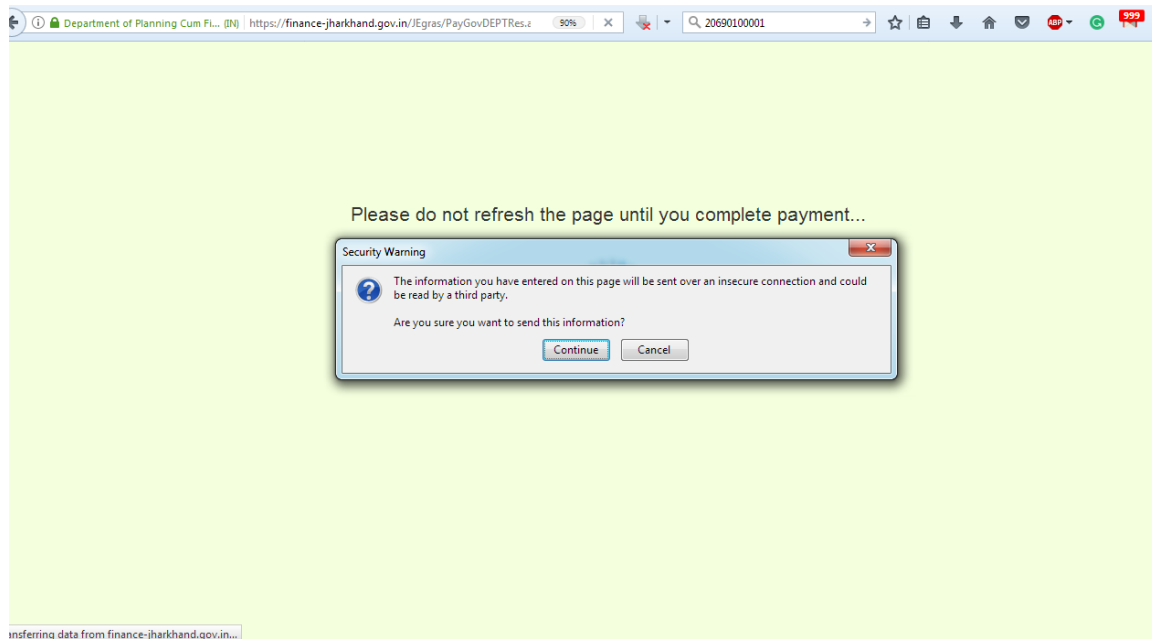 Department of Planning Cum Fi... (IN) https://finance-jharkhand.gov.in/JEgras/PayGovDEPTRes.a 90% ABP 20690100001 999
Please do not refresh the page until you complete payment...
Security Warning
The information you have entered on this page will be sent over an insecure connection and could
be read by a third party.
Are you sure you want to send this information?
Continue Cancel
ansferring data from finance-jharkhand.gov.in...